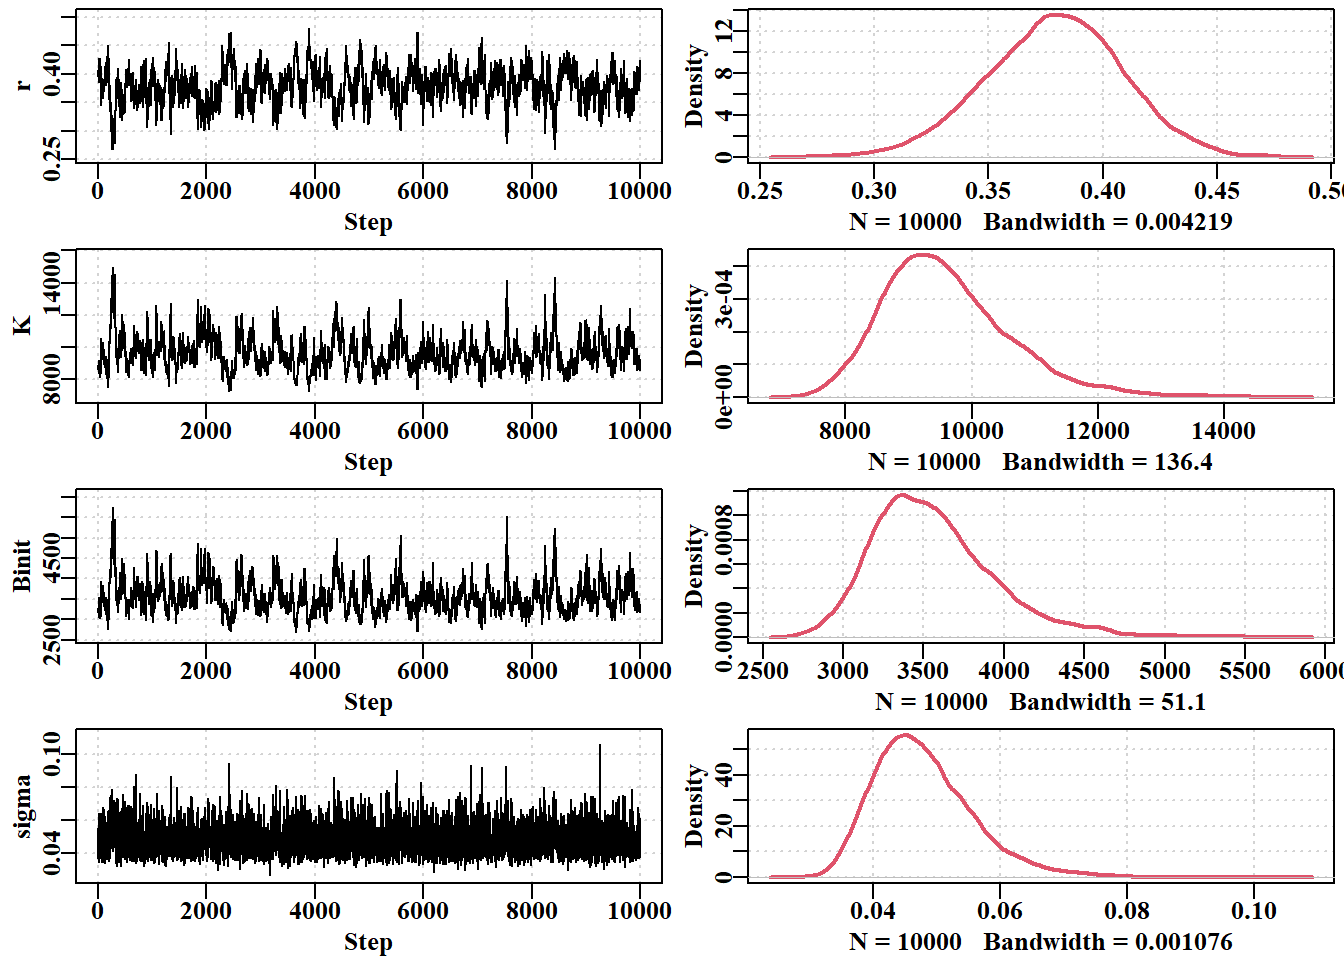 r
0.25 0.40
0 2000 4000 6000 8000 10000
Step
Density
0 4 8 12
0.25 0.30 0.35 0.40 0.45 0.50
N = 10000 Bandwidth = 0.004219
K
8000 14000
0 2000 4000 6000 8000 10000
Step
Density
0e+00 3e-04
8000 10000 12000 14000
N = 10000 Bandwidth = 136.4
Binit
2500 4500
0 2000 4000 6000 8000 10000
Step
Density
0.0000 0.0008
2500 3000 3500 4000 4500 5000 5500 6000
N = 10000 Bandwidth = 51.1
sigma
0.04 0.10
0 2000 4000 6000 8000 10000
Step
Density
0 20 40
0.04 0.06 0.08 0.10
N = 10000 Bandwidth = 0.001076